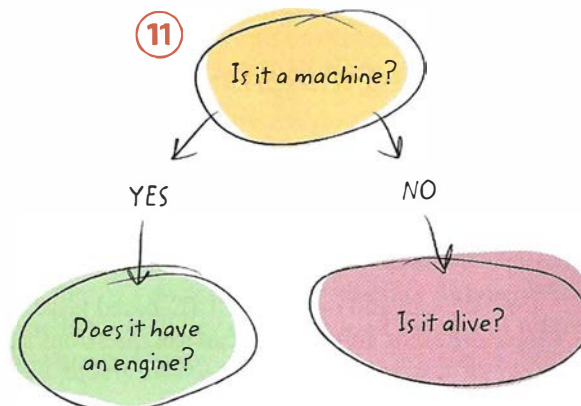 11
Is it a machine?
YES
NO
Does it have
an engine?
Is it alive?